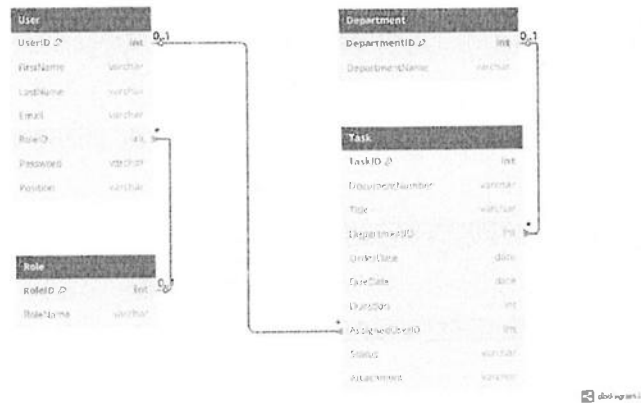 User
UserID int
FirstName varchar
LastName varchar
Email varchar
RoleID int
Password varchar
Position varchar
0..1
*
Role
RoleID int
RoleName varchar
0..1
Department
DepartmentID int
DepartmentName varchar
0..1
Task
TaskID int
DocumentNumber varchar
Title varchar
DepartmentID int
OrderDate date
DueDate date
Duration int
AssignedUserID int
Status varchar
Attachment varchar
*
*